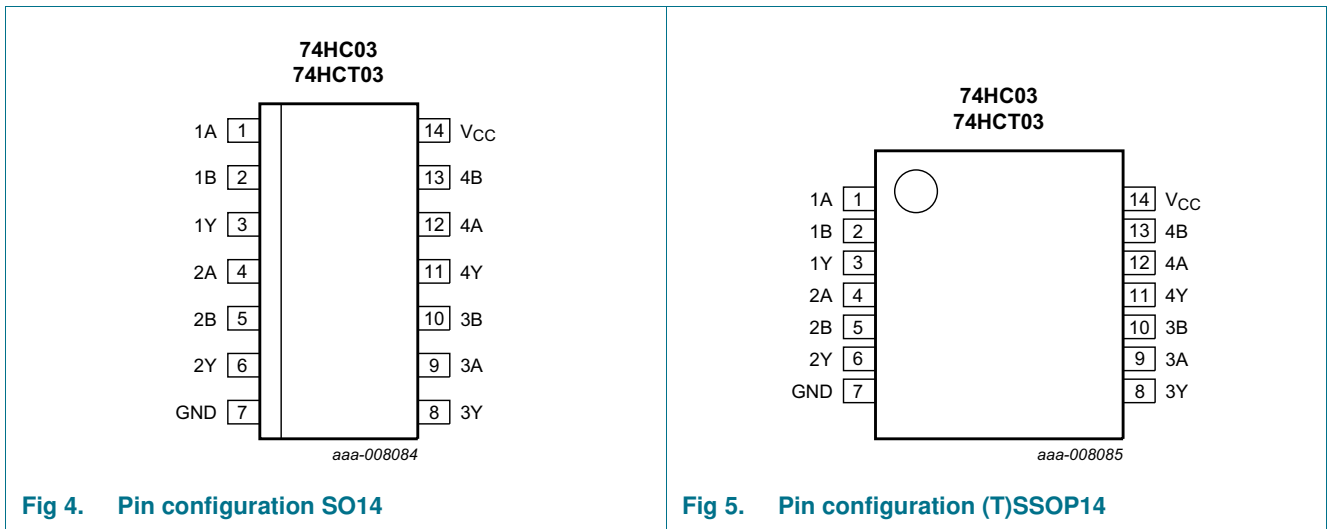 74HC03
74HCT03
1A 1 14 VCC
1B 2 13 4B
1Y 3 12 4A
2A 4 11 4Y
2B 5 10 3B
2Y 6 9 3A
GND 7 8 3Y
aaa-008084
Fig 4. Pin configuration SO14
74HC03
74HCT03
1A 1 14 VCC
1B 2 13 4B
1Y 3 12 4A
2A 4 11 4Y
2B 5 10 3B
2Y 6 9 3A
GND 7 8 3Y
aaa-008085
Fig 5. Pin configuration (T)SSOP14